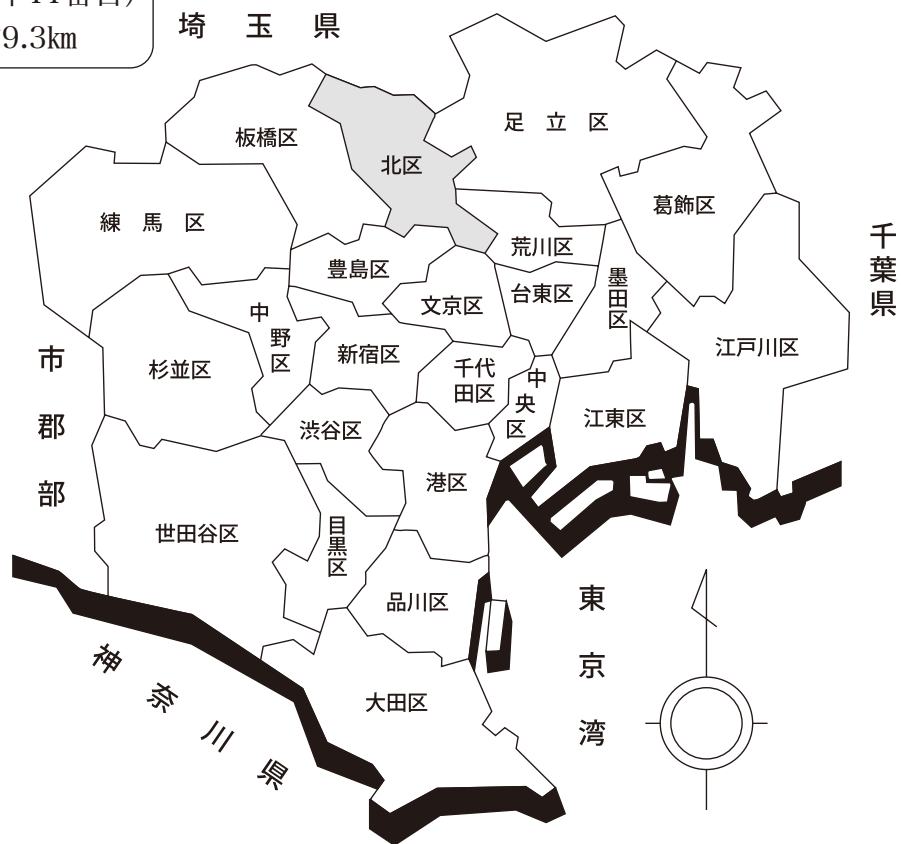 9.3km
埼玉県
足立区
板橋区
北区
葛飾区
練馬区
荒川区
千葉県
豊島区
墨田区
台東区
文京区
中野区
江戸川区
新宿区
市郡部
杉並区
千代
田区
中央区
江東区
渋谷区
港区
世田谷区
目黒区
品川区
東京湾
神奈川県
大田区